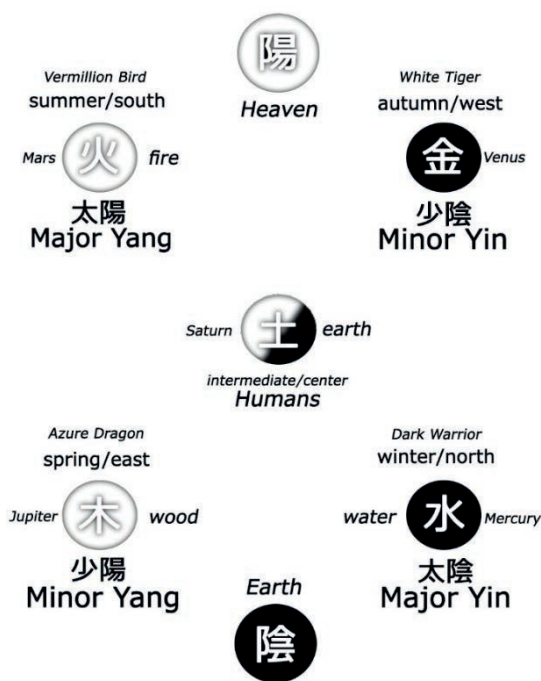 陽
Heaven
Vermillion Bird
summer/south
Mars 火 fire
太陽
Major Yang
White Tiger
autumn/west
金 Venus
少陰
Minor Yin
Saturn 土 earth
intermediate/center
Humans
Azure Dragon
spring/east
Jupiter 木 wood
少陽
Minor Yang
Dark Warrior
winter/north
water 水 Mercury
太陰
Major Yin
Earth
陰